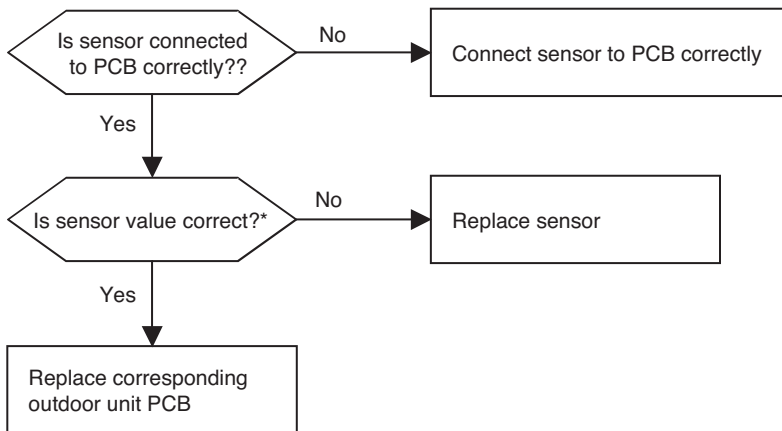 Is sensor connected
to PCB correctly??
No
Connect sensor to PCB correctly
Yes
Is sensor value correct?*
No
Replace sensor
Yes
Replace corresponding
outdoor unit PCB